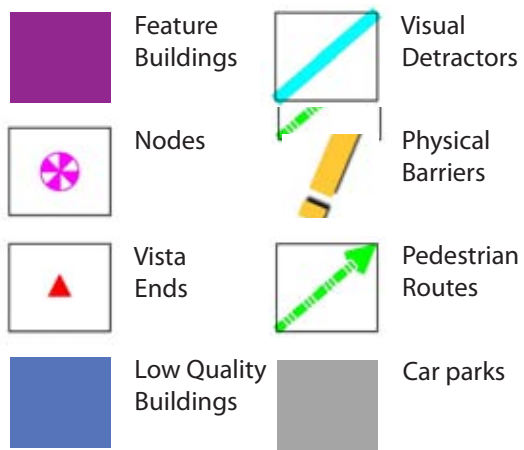 Feature
Buildings
Visual
Detractors
Nodes
Physical
Barriers
Vista
Ends
Pedestrian
Routes
Low Quality
Buildings
Car parks